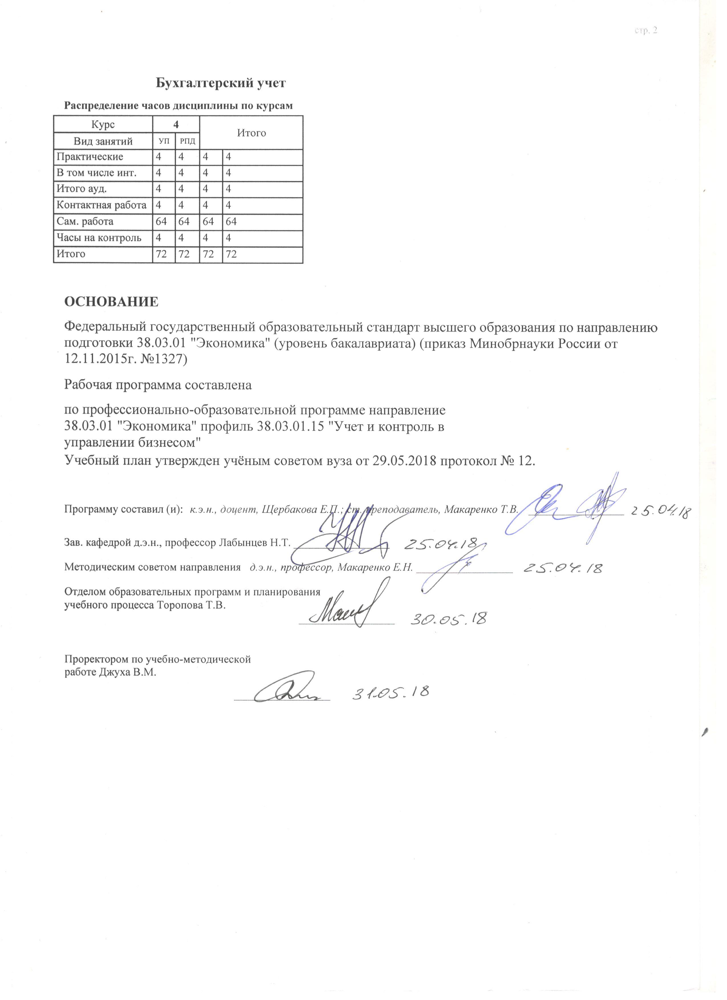 стр. 2
Бухгалтерский учет
Распределение часов дисциплины по курсам
Курс 4 Итого
Вид занятий УП РПД
Практические 4 4 4 4
В том числе инт. 4 4 4 4
Итого ауд. 4 4 4 4
Контактная работа 4 4 4 4
Сам. работа 64 64 64 64
Часы на контроль 4 4 4 4
Итого 72 72 72 72
ОСНОВАНИЕ
Федеральный государственный образовательный стандарт высшего образования по направлению
подготовки 38.03.01 "Экономика" (уровень бакалавриата) (приказ Минобрнауки России от
12.11.2015г. №1327)
Рабочая программа составлена
по профессионально-образовательной программе направление
38.03.01 "Экономика" профиль 38.03.01.15 "Учет и контроль в
управлении бизнесом"
Учебный план утвержден учёным советом вуза от 29.05.2018 протокол № 12.
Программу составил (и): к.э.н., доцент, Щербакова Е.П.; ст. преподаватель, Макаренко Т.В. 25.04.18
Зав. кафедрой д.э.н., профессор Лабынцев Н.Т. 25.04.18
Методическим советом направления д.э.н., профессор, Макаренко Е.Н. 25.04.18
Отделом образовательных программ и планирования
учебного процесса Торопова Т.В.
30.05.18
Проректором по учебно-методической
работе Джуха В.М.
31.05.18